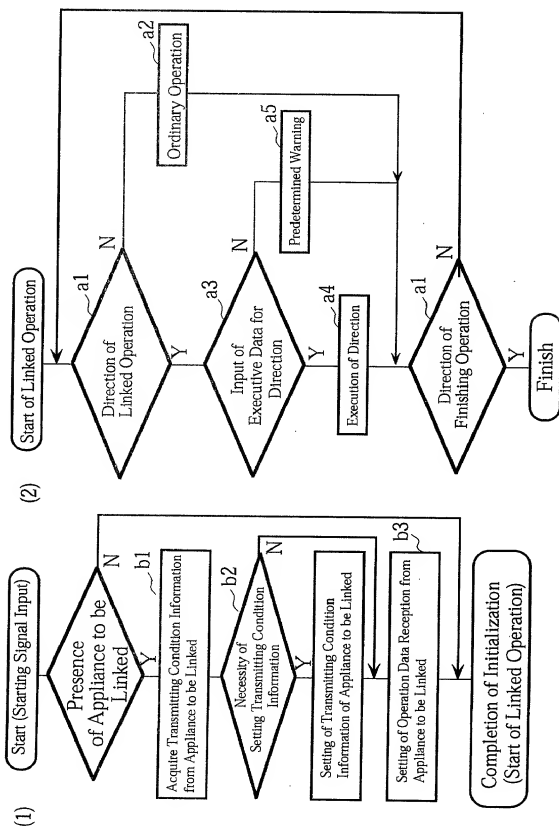 (1)
Start (Starting Signal Input)
Presence
of Appliance to be
Linked
N
Y
b1
Acquire Transmitting Condition Information
from Appliance to be Linked
b2
Necessity of
Setting Transmitting Condition
Information
N
Y
Setting of Transmitting Condition
Information of Appliance to be Linked
b3
Setting of Operation Data Reception from
Appliance to be Linked
Completion of Initialization
(Start of Linked Operation)
(2)
Start of Linked Operation
a1
Direction of
Linked Operation
N
Y
a2
Ordinary Operation
a3
Input of
Executive Data for
Direction
N
Y
a5
Predetermined Warning
a4
Execution of Direction
a1
Direction of
Finishing Operation
N
Y
Finish